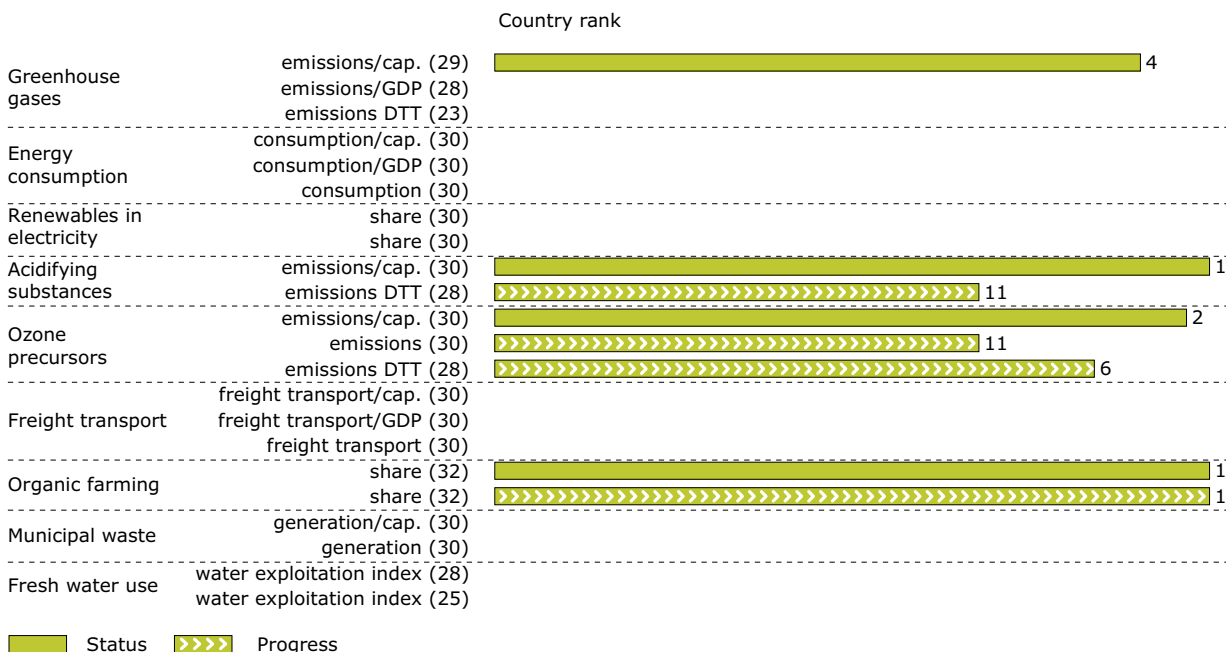 Country rank
Greenhouse
gases
emissions/cap. (29)
4
emissions/GDP (28)
emissions DTT (23)
Energy
consumption
consumption/cap. (30)
consumption/GDP (30)
consumption (30)
Renewables in
electricity
share (30)
share (30)
Acidifying
substances
emissions/cap. (30)
1
emissions DTT (28)
11
Ozone
precursors
emissions/cap. (30)
2
emissions (30)
11
emissions DTT (28)
6
Freight transport
freight transport/cap. (30)
freight transport/GDP (30)
freight transport (30)
Organic farming
share (32)
1
share (32)
1
Municipal waste
generation/cap. (30)
generation (30)
Fresh water use
water exploitation index (28)
water exploitation index (25)
Status
Progress